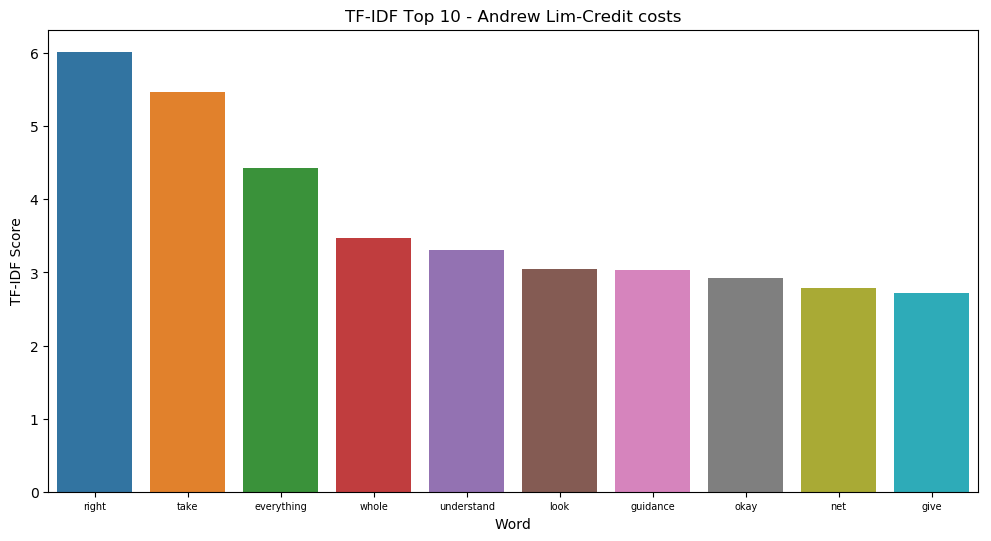 TF-IDF Top 10 - Andrew Lim-Credit costs
TF-IDF Score
6
5
4
3
2
1
0
right take everything whole understand look guidance okay net give
Word